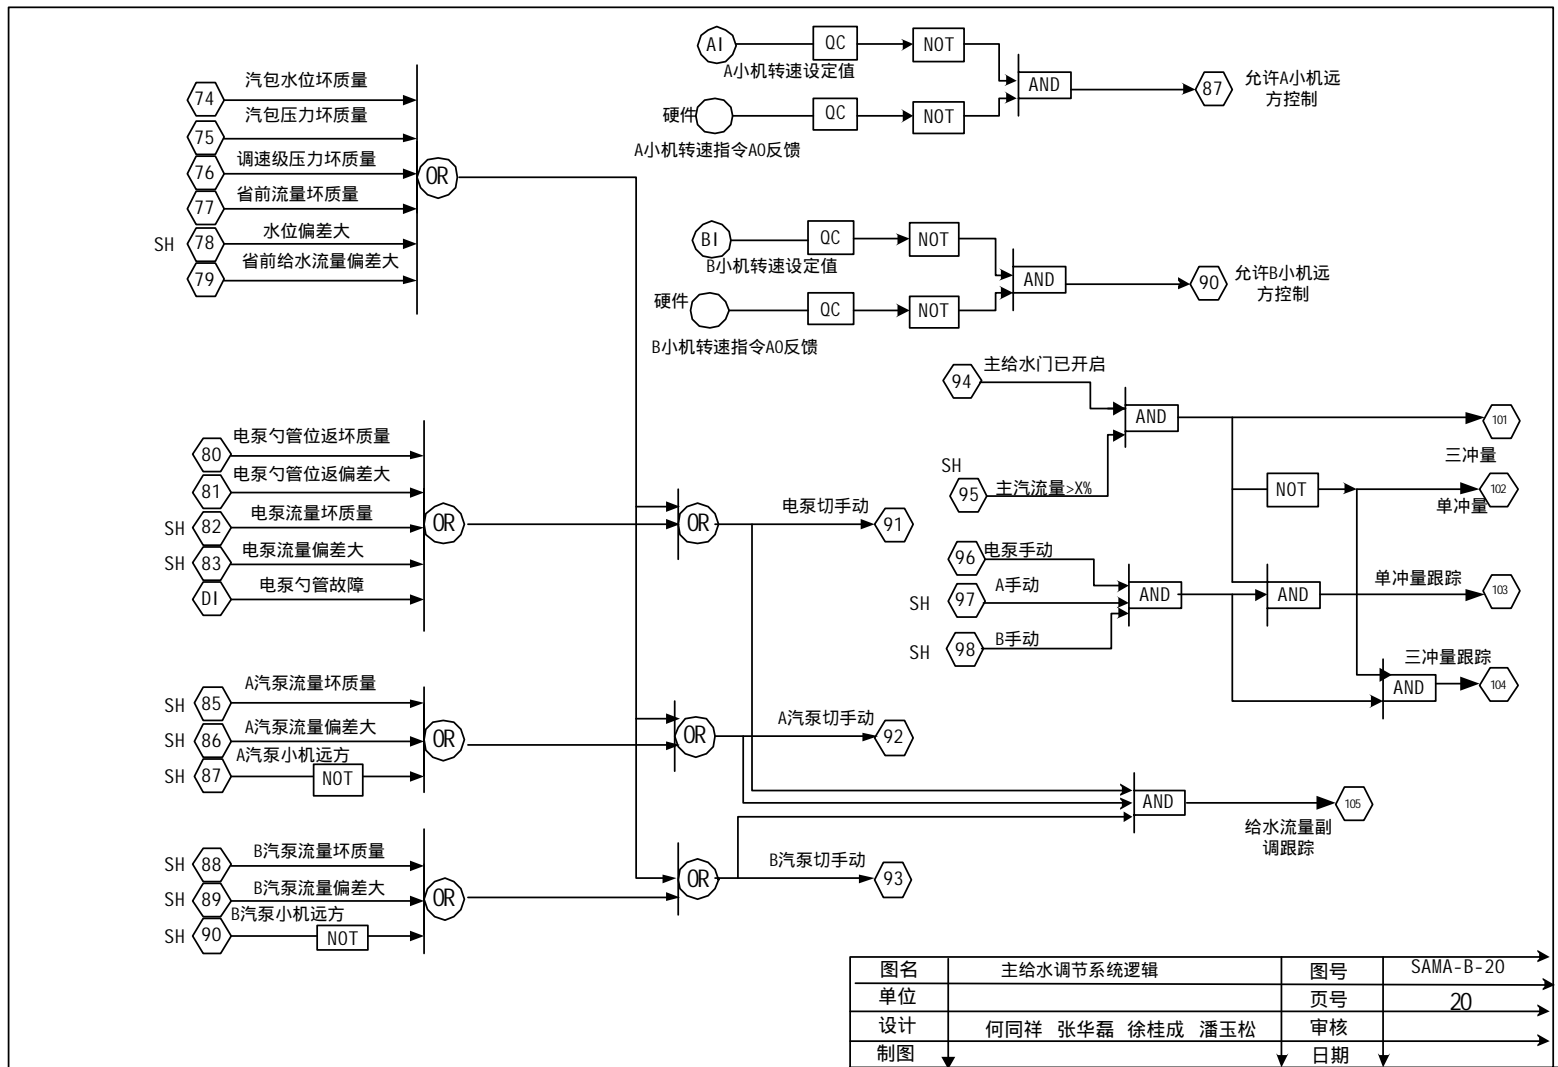 汽包水位坏质量
74
汽包压力坏质量
75
调速级压力坏质量
76
省前流量坏质量
77
SH 78 水位偏差大
省前给水流量偏差大
79
OR
AI QC NOT
A小机转速设定值
硬件 QC NOT
A小机转速指令AO反馈
AND 87
允许A小机远
方控制
BI QC NOT
B小机转速设定值
硬件 QC NOT
B小机转速指令AO反馈
AND 90
允许B小机远
方控制
电泵勺管位返坏质量
80
电泵勺管位返偏差大
81
电泵流量坏质量
SH 82
电泵流量偏差大
SH 83
电泵勺管故障
DI
OR
OR 电泵切手动 91
A汽泵流量坏质量
SH 85
A汽泵流量偏差大
SH 86
A汽泵小机远方
SH 87 NOT
OR
OR A汽泵切手动 92
B汽泵流量坏质量
SH 88
B汽泵流量偏差大
SH 89
B汽泵小机远方
SH 90 NOT
OR
OR B汽泵切手动 93
主给水门已开启
94
SH
95 主汽流量>X%
AND 101
三冲量
NOT 102
单冲量
96 电泵手动
SH 97 A手动
SH 98 B手动
AND
AND 单冲量跟踪 103
AND 三冲量跟踪 104
AND 105
给水流量副
调跟踪
图名 主给水调节系统逻辑 图号 SAMA-B-20
单位 页号 20
设计 何同祥 张华磊 徐桂成 潘玉松 审核
制图 日期